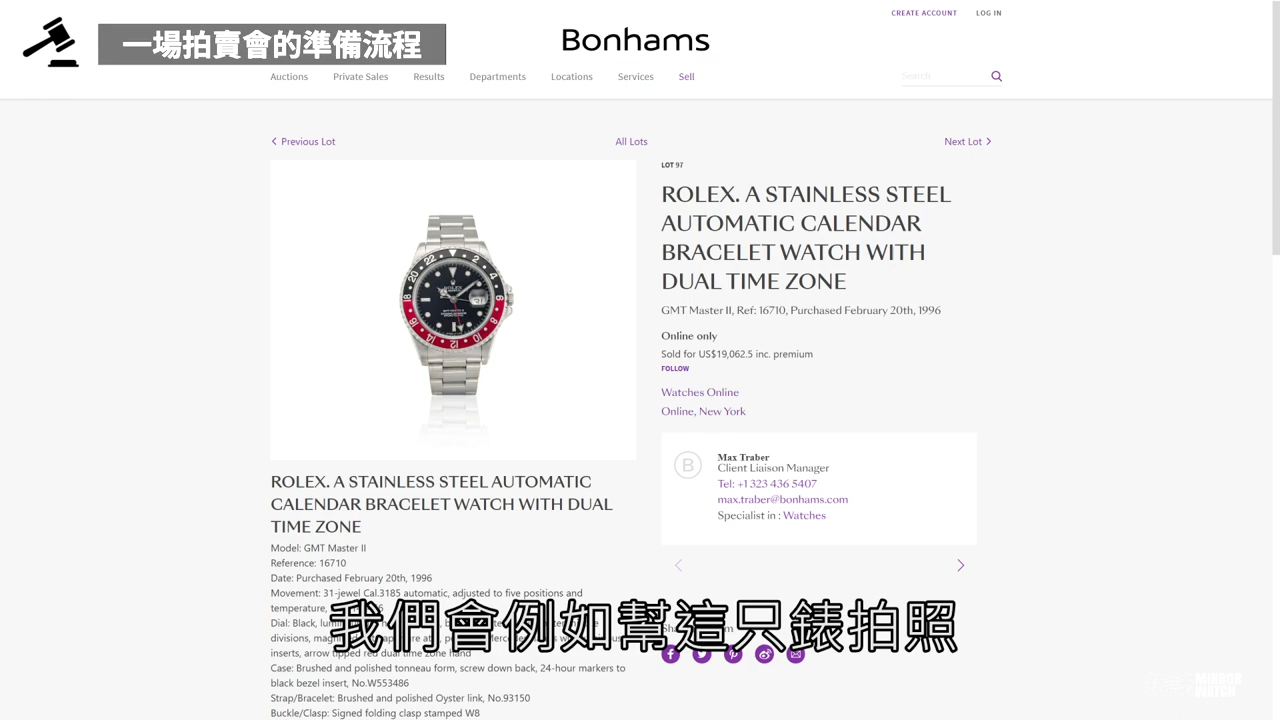 CREATE ACCOUNT LOG IN
一場拍賣會的準備流程
Bonhams
Auctions Private Sales Results Departments Locations Services Sell
Search
Previous Lot All Lots Next Lot
LOT 97
ROLEX. A STAINLESS STEEL
AUTOMATIC CALENDAR
BRACELET WATCH WITH
DUAL TIME ZONE
GMT Master II, Ref: 16710, Purchased February 20th, 1996
Online only
Sold for US$19,062.5 inc. premium
FOLLOW
Watches Online
Online, New York
B
Max Traber
Client Liaison Manager
Tel: +1 323 436 5407
max.traber@bonhams.com
Specialist in : Watches
ROLEX. A STAINLESS STEEL AUTOMATIC
CALENDAR BRACELET WATCH WITH DUAL
TIME ZONE
Model: GMT Master II
Reference: 16710
Date: Purchased February 20th, 1996
Movement: 31-jewel Cal.3185 automatic, adjusted to five positions and
temperature,
Dial: Black,
divisions,
inserts, arrow tipped red dual time zone hand
Case: Brushed and polished tonneau form, screw down back, 24-hour markers to
black bezel insert, No.W553486
Strap/Bracelet: Brushed and polished Oyster link, No.93150
Buckle/Clasp: Signed folding clasp stamped W8
我們會例如幫這只錶拍照
MIRROR
WATCH